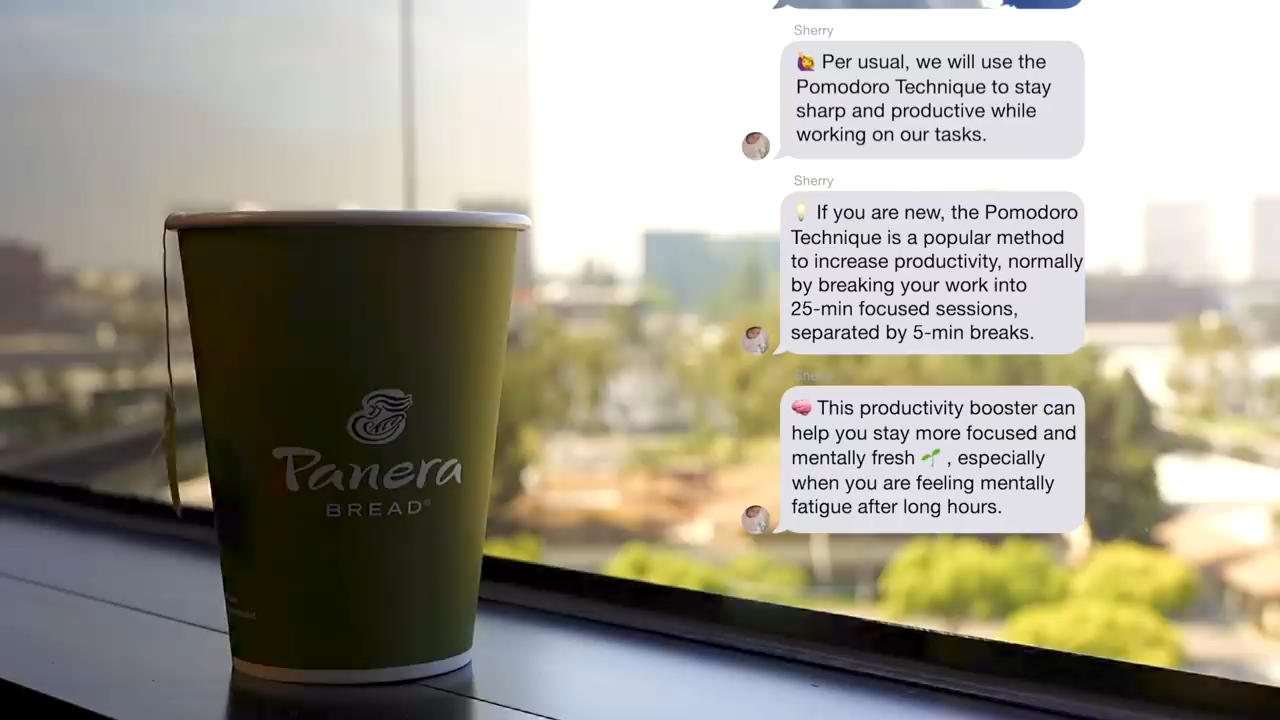 Sherry
🙋‍♀️ Per usual, we will use the
Pomodoro Technique to stay
sharp and productive while
working on our tasks.
Sherry
💡 If you are new, the Pomodoro
Technique is a popular method
to increase productivity, normally
by breaking your work into
25-min focused sessions,
separated by 5-min breaks.
Sherry
🧠 This productivity booster can
help you stay more focused and
mentally fresh 🌱 , especially
when you are feeling mentally
fatigue after long hours.
Panera
BREAD®